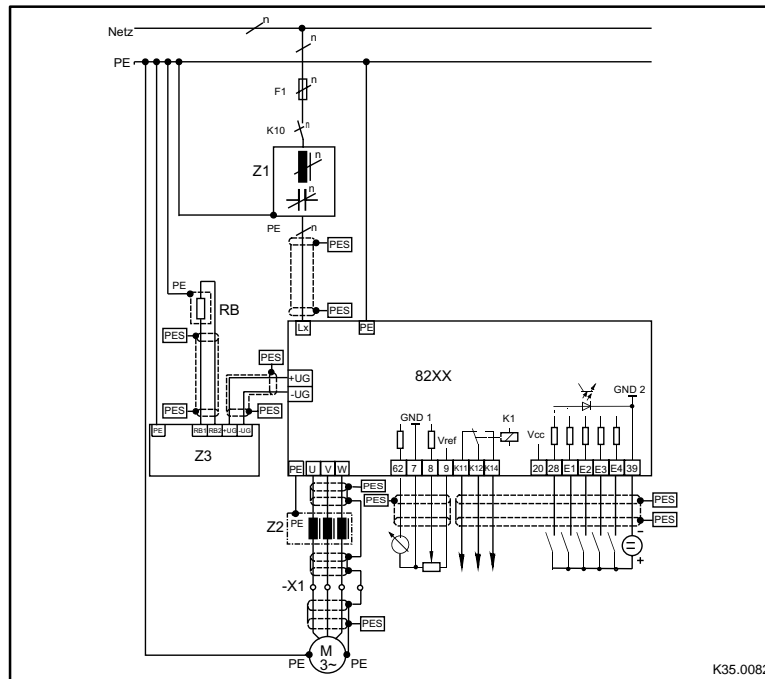 Netz
n
n
PE
n
F1
K10
n
Z1
n
n
PE
n
PES
PE
RB
PES
Lx
PE
PES
PES
82XX
+UG
-UG
PES
PES
GND 1
K1
GND 2
Vref
Vcc
PE
RB1
RB2
+UG
-UG
Z3
PE
U
V
W
62
7
8
9
K11
K12
K14
20
28
E1
E2
E3
E4
39
PES
PES
PES
PES
PES
Z2
PE
−
+
-X1
PES
M
3~
PE
PE
K35.0082